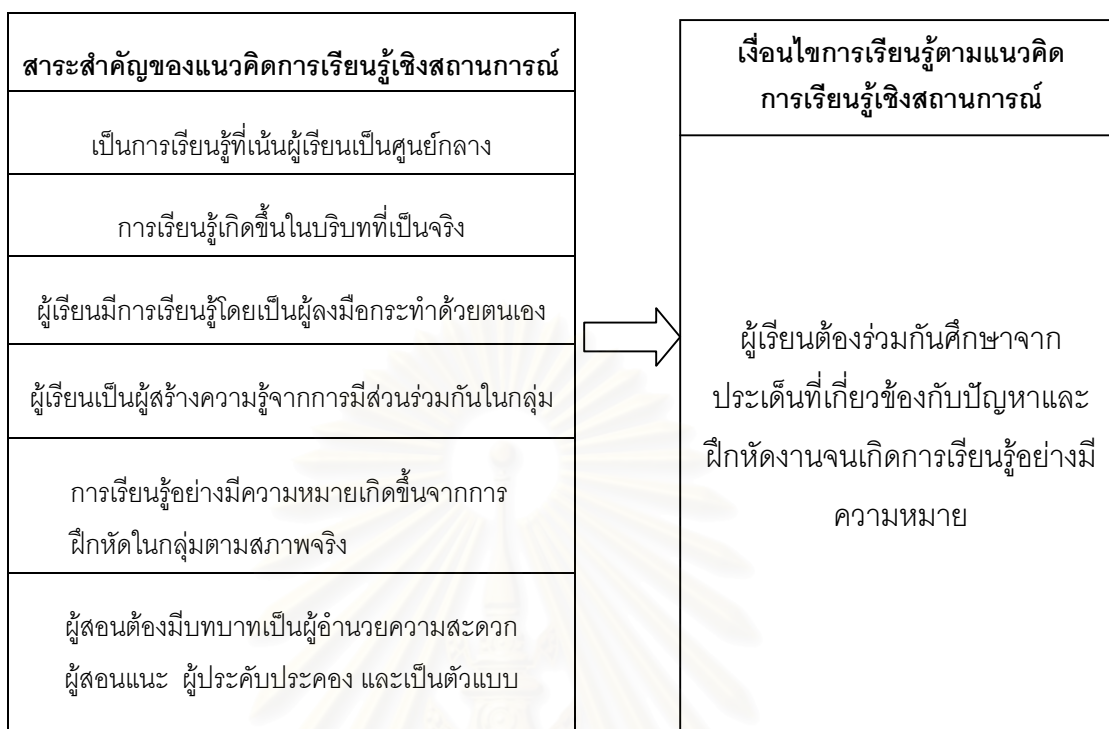 สาระสำคัญของแนวคิดการเรียนรู้เชิงสถานการณ์
เป็นการเรียนรู้ที่เน้นผู้เรียนเป็นศูนย์กลาง
การเรียนรู้เกิดขึ้นในบริบทที่เป็นจริง
ผู้เรียนมีการเรียนรู้โดยเป็นผู้ลงมือกระทำด้วยตนเอง
ผู้เรียนเป็นผู้สร้างความรู้จากการมีส่วนร่วมกันในกลุ่ม
การเรียนรู้อย่างมีความหมายเกิดขึ้นจากการ
ฝึกหัดในกลุ่มตามสภาพจริง
ผู้สอนต้องมีบทบาทเป็นผู้อำนวยความสะดวก
ผู้สอนแนะ ผู้ประคับประคอง และเป็นตัวแบบ
เงื่อนไขการเรียนรู้ตามแนวคิด
การเรียนรู้เชิงสถานการณ์
ผู้เรียนต้องร่วมกันศึกษาจาก
ประเด็นที่เกี่ยวข้องกับปัญหาและ
ฝึกหัดงานจนเกิดการเรียนรู้อย่างมี
ความหมาย